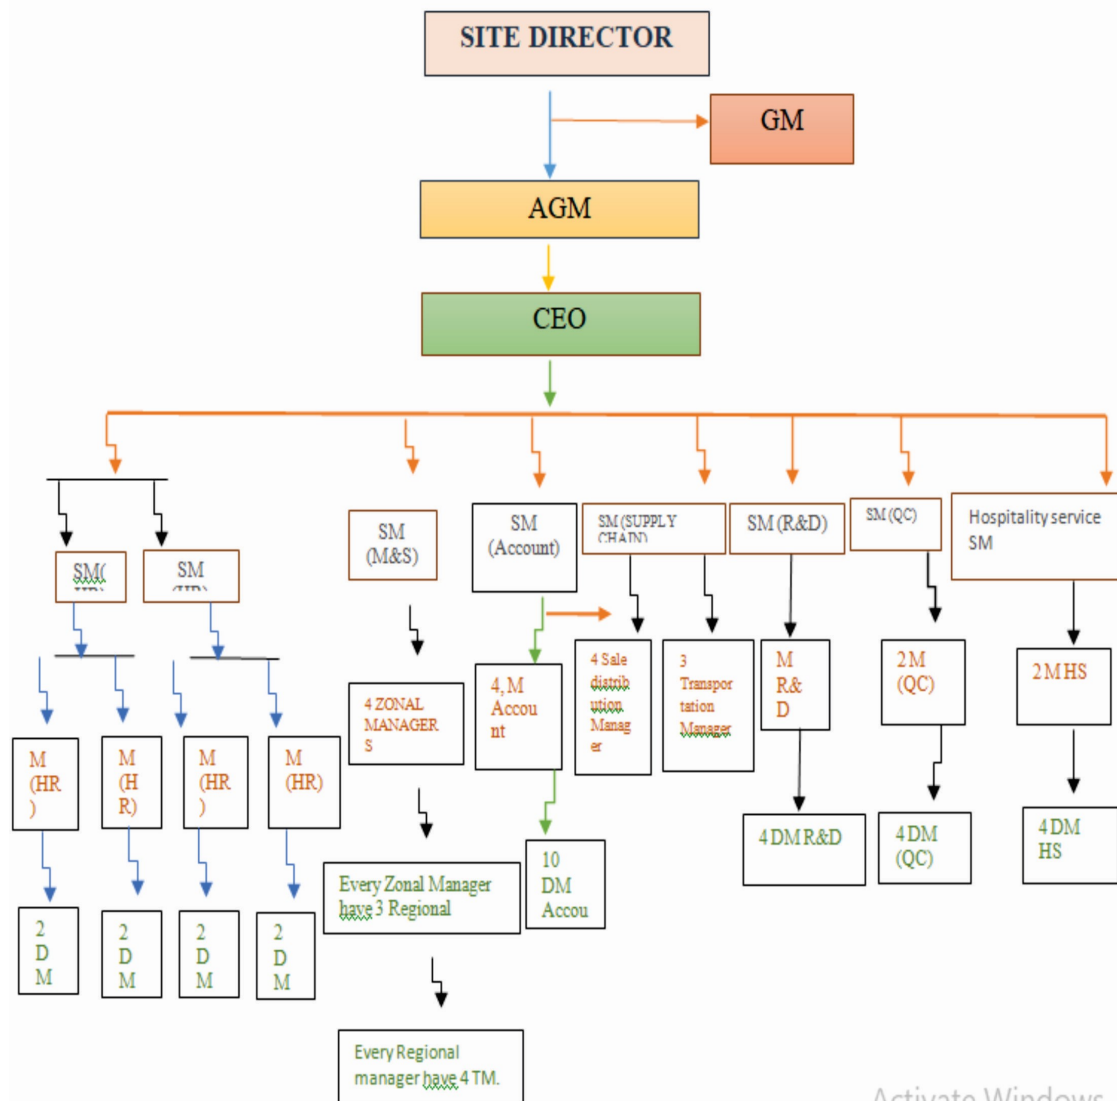 SITE DIRECTOR
GM
AGM
CEO
SM(
SM
SM
(M&S)
SM
(Account)
SM (SUPPLY
CHAIN)
SM (R&D)
SM (QC)
Hospitality service
SM
4 ZONAL
MANAGER
S
4, M
Accou
nt
4 Sale
distrib
ution
Manag
er
3
Transpor
tation
Manager
M
R&
D
2 M
(QC)
2 M HS
M
(HR
)
M
(H
R)
M
(HR
)
M
(HR)
Every Zonal Manager
have 3 Regional
10
DM
Accou
4 DM R&D
4 DM
(QC)
4 DM
HS
2
D
M
2
D
M
2
D
M
2
D
M
Every Regional
manager have 4 TM.
Activate Windows